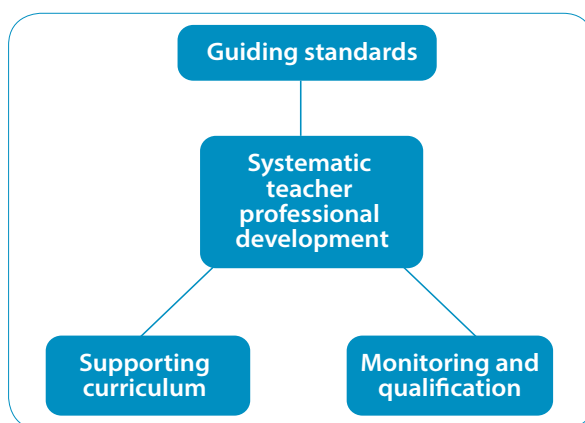 Guiding standards
Systematic
teacher
professional
development
Supporting
curriculum
Monitoring and
qualification